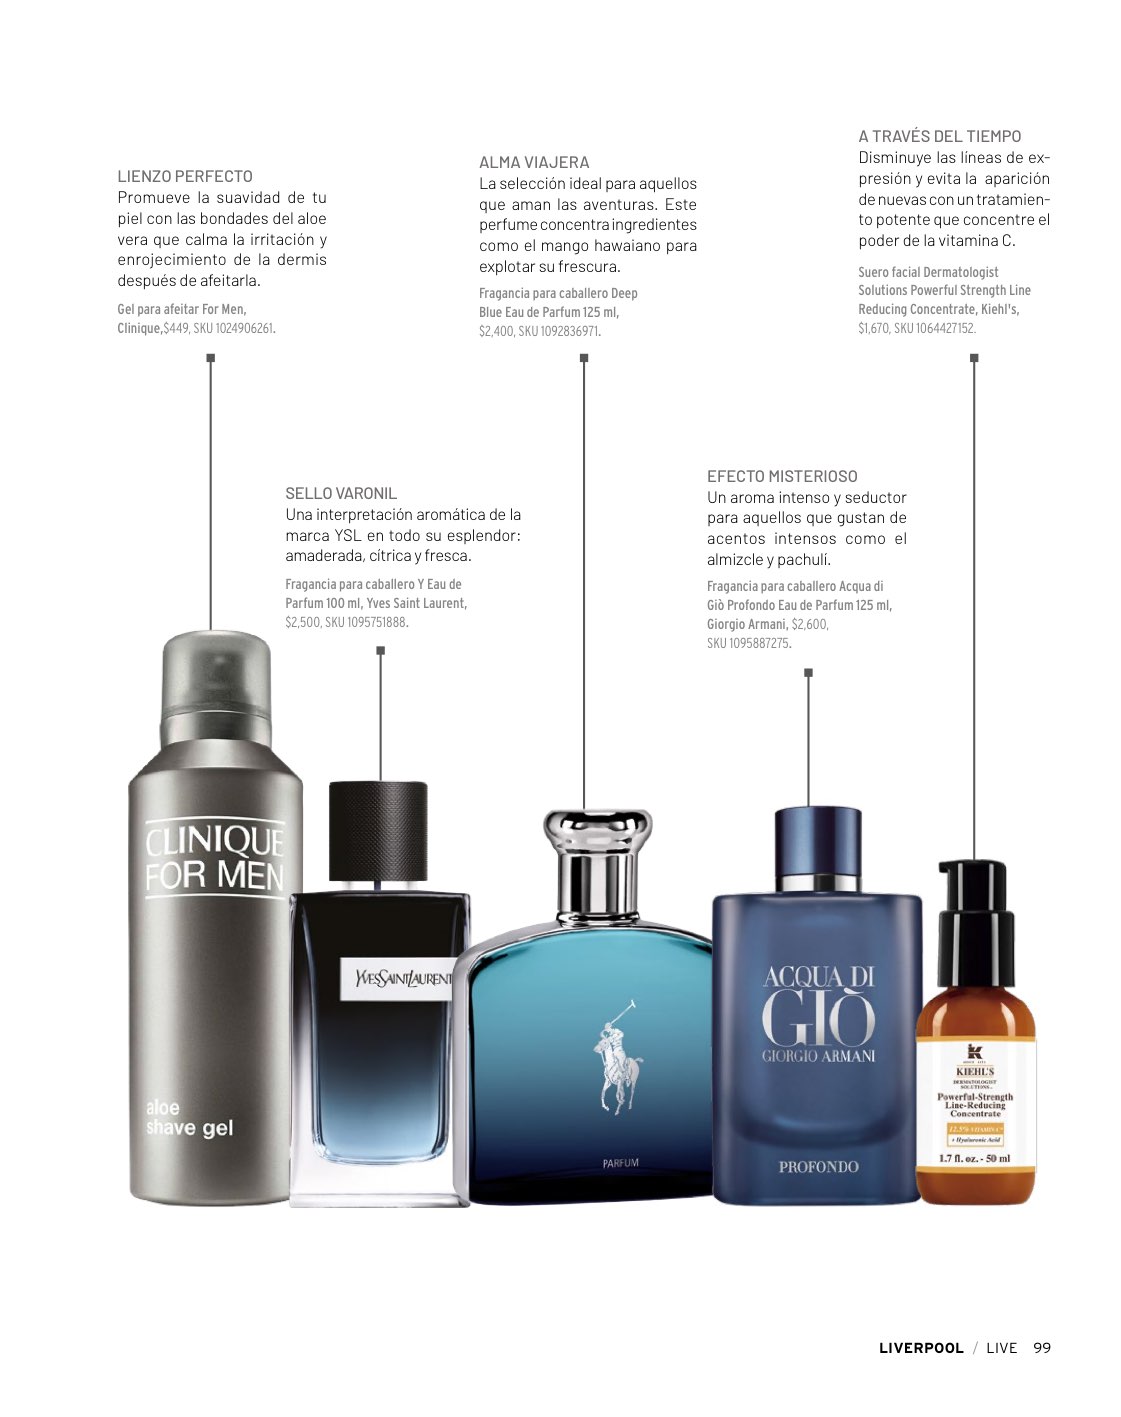 LIENZO PERFECTO
Promueve la suavidad de tu
piel con las bondades del aloe
vera que calma la irritación y
enrojecimiento de la dermis
después de afeitarla.
Gel para afeitar For Men,
Clinique,$449, SKU 1024906261.
ALMA VIAJERA
La selección ideal para aquellos
que aman las aventuras. Este
perfume concentra ingredientes
como el mango hawaiano para
explotar su frescura.
Fragancia para caballero Deep
Blue Eau de Parfum 125 ml,
$2,400, SKU 1092836971.
A TRAVÉS DEL TIEMPO
Disminuye las líneas de ex-
presión y evita la aparición
de nuevas con un tratamien-
to potente que concentre el
poder de la vitamina C.
Suero facial Dermatologist
Solutions Powerful Strength Line
Reducing Concentrate, Kiehl's,
$1,670, SKU 1064427152.
SELLO VARONIL
Una interpretación aromática de la
marca YSL en todo su esplendor:
amaderada, cítrica y fresca.
Fragancia para caballero Y Eau de
Parfum 100 ml, Yves Saint Laurent,
$2,500, SKU 1095751888.
EFECTO MISTERIOSO
Un aroma intenso y seductor
para aquellos que gustan de
acentos intensos como el
almizcle y pachulí.
Fragancia para caballero Acqua di
Giò Profondo Eau de Parfum 125 ml,
Giorgio Armani, $2,600,
SKU 1095887275.
CLINIQUE
FOR MEN
aloe
shave gel
YVESSAINTLAURENT
PARFUM
ACQUA DI
GIÒ
GIORGIO ARMANI
PROFONDO
KIEHL'S
DERMATOLOGIST
SOLUTIONS
Powerful-Strength
Line-Reducing
Concentrate
12.5% VITAMIN C
+ Hyaluronic Acid
1.7 fl. oz. - 50 ml
LIVERPOOL / LIVE 99